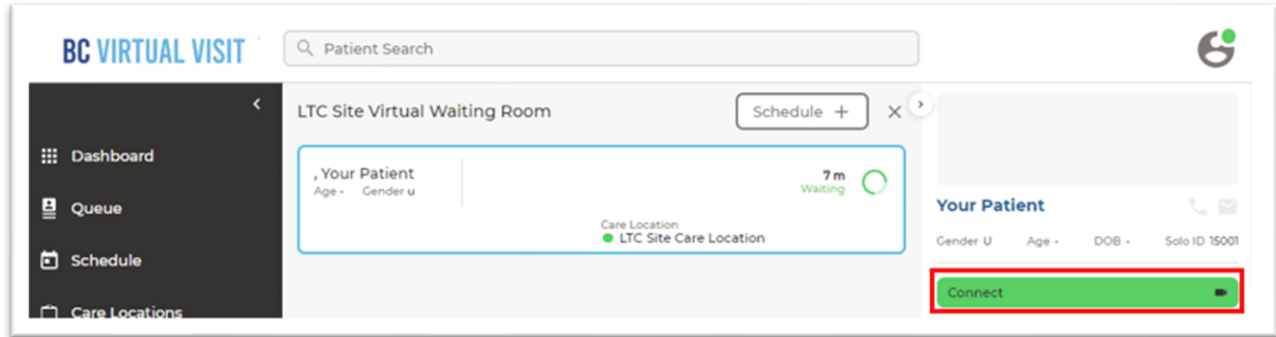 BC VIRTUAL VISIT
Patient Search
Dashboard
Queue
Schedule
Care Locations
LTC Site Virtual Waiting Room
Schedule +
, Your Patient
Age - Gender u
7 m
Waiting
Care Location
LTC Site Care Location
Your Patient
Gender U Age - DOB - Solo ID 15001
Connect